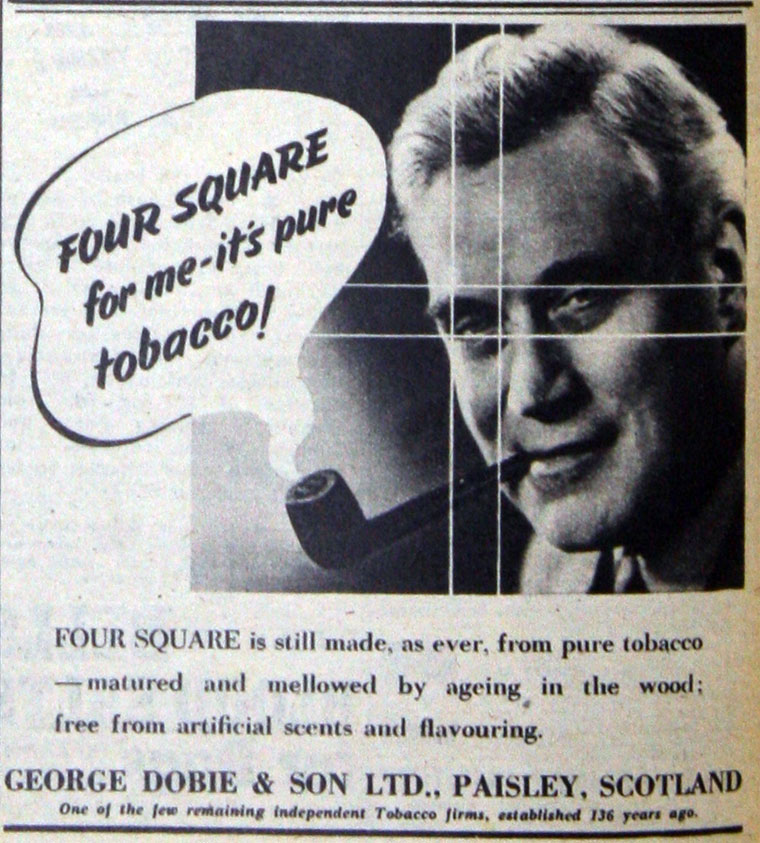 FOUR SQUARE
for me-it's pure
tobacco!
FOUR SQUARE is still made, as ever, from pure tobacco
—matured and mellowed by ageing in the wood;
free from artificial scents and flavouring.
GEORGE DOBIE & SON LTD., PAISLEY, SCOTLAND
One of the few remaining independent Tobacco firms, established 136 years ago.